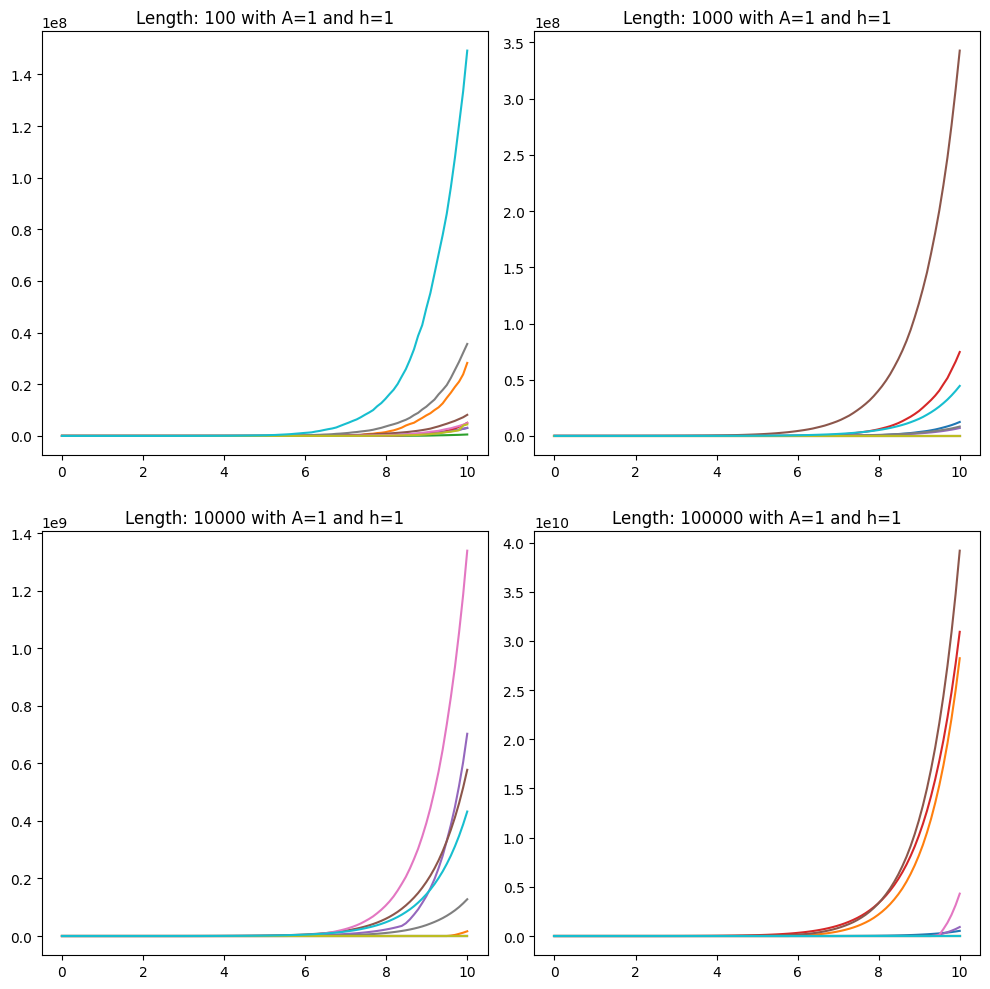 Length: 100 with A=1 and h=1
1e8
1.4
1.2
1.0
0.8
0.6
0.4
0.2
0.0
0 2 4 6 8 10
Length: 1000 with A=1 and h=1
1e8
3.5
3.0
2.5
2.0
1.5
1.0
0.5
0.0
0 2 4 6 8 10
Length: 10000 with A=1 and h=1
1e9
1.4
1.2
1.0
0.8
0.6
0.4
0.2
0.0
0 2 4 6 8 10
Length: 100000 with A=1 and h=1
1e10
4.0
3.5
3.0
2.5
2.0
1.5
1.0
0.5
0.0
0 2 4 6 8 10